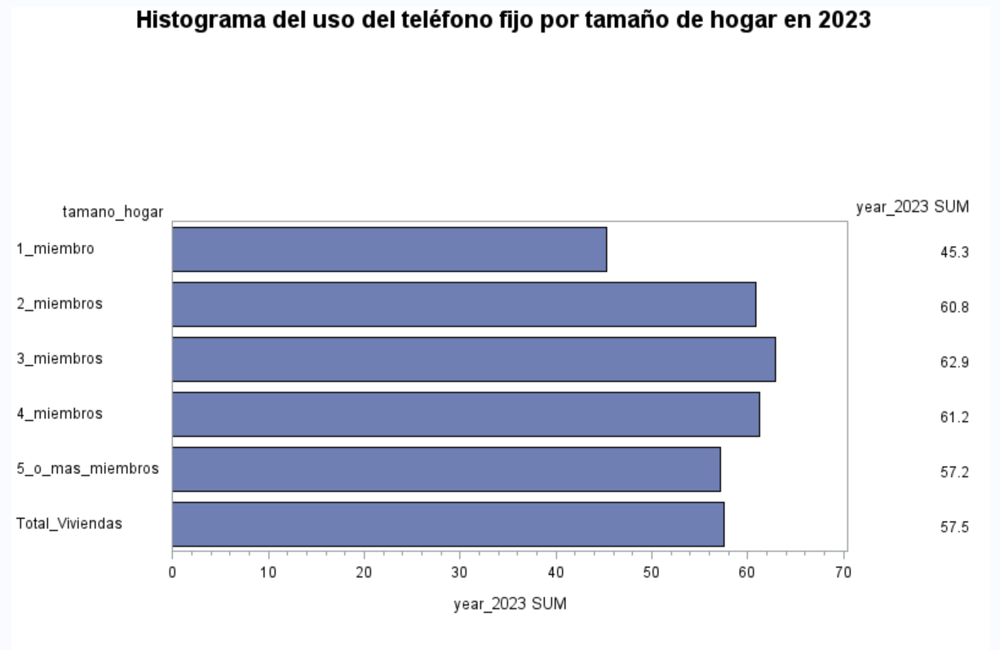 Histograma del uso del teléfono fijo por tamaño de hogar en 2023
tamano_hogar year_2023 SUM
1_miembro 45.3
2_miembros 60.8
3_miembros 62.9
4_miembros 61.2
5_o_mas_miembros 57.2
Total_Viviendas 57.5
0 10 20 30 40 50 60 70
year_2023 SUM